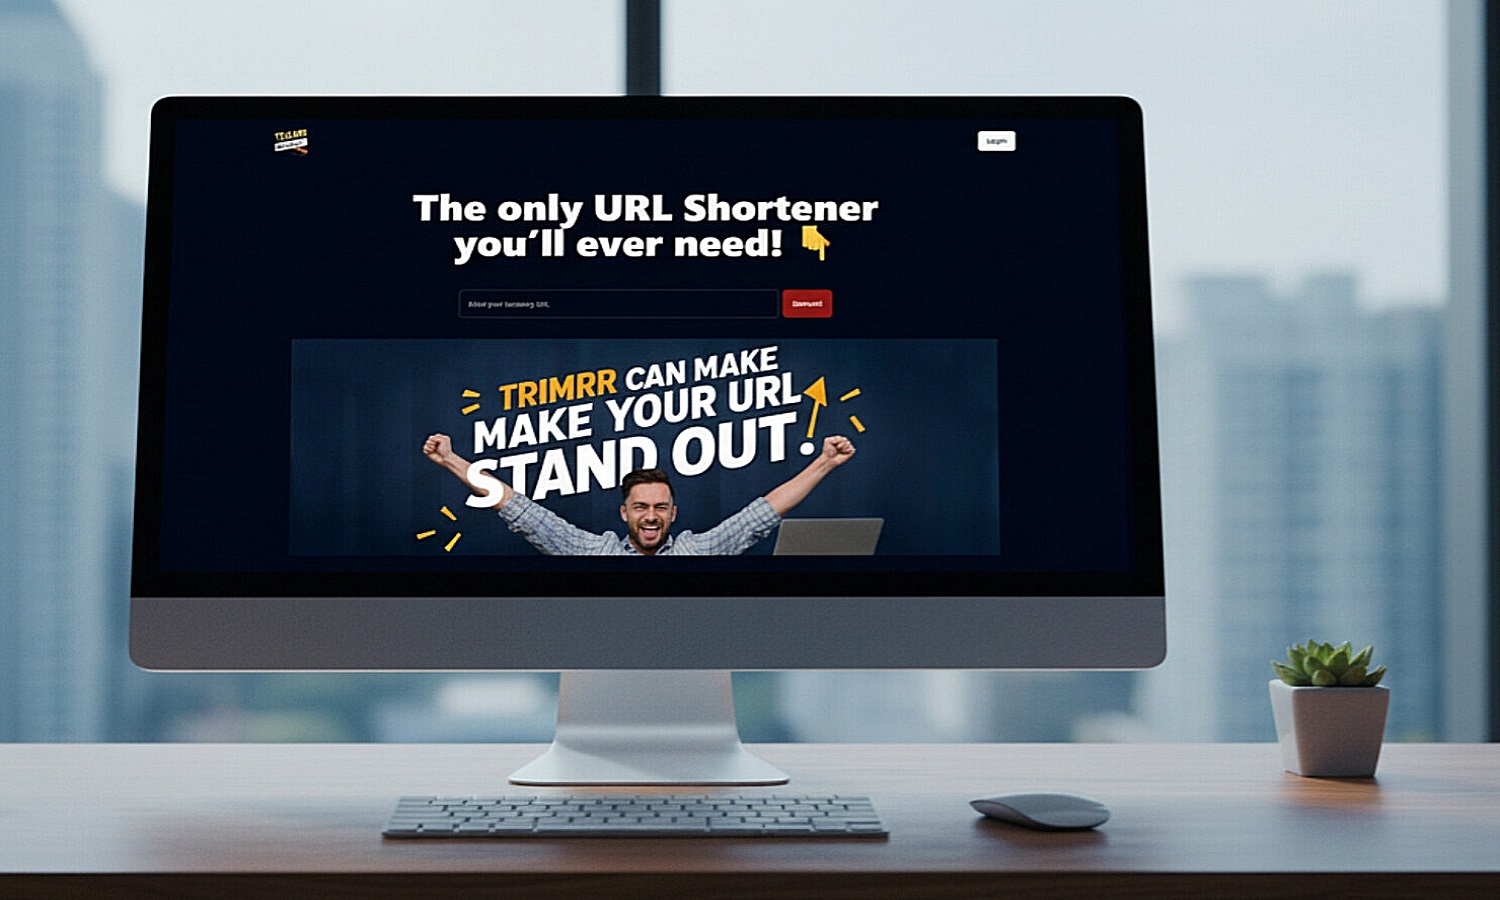 The only URL Shortener
you'll ever need! 👇
TRIMRR CAN MAKE
MAKE YOUR URL
STAND OUT.